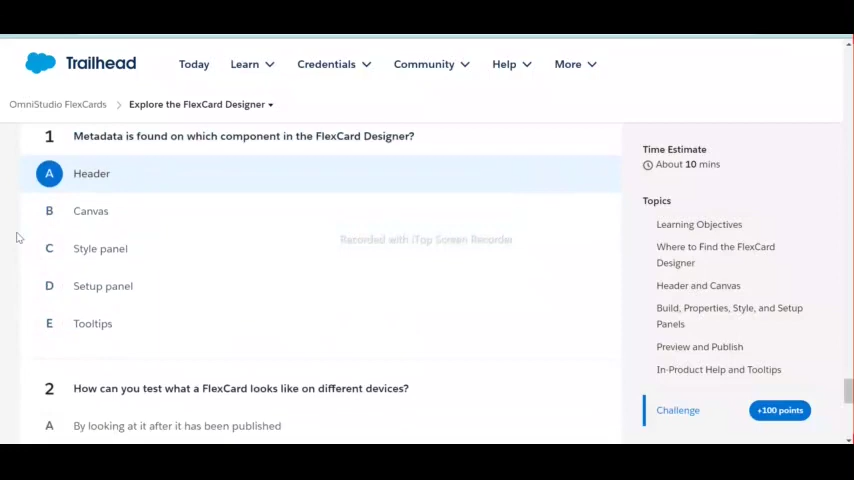 Trailhead
Today
Learn
Credentials
Community
Help
More
OmniStudio FlexCards
Explore the FlexCard Designer
1 Metadata is found on which component in the FlexCard Designer?
A Header
B Canvas
C Style panel
D Setup panel
E Tooltips
2 How can you test what a FlexCard looks like on different devices?
A By looking at it after it has been published
Recorded with iTop Screen Recorder
Time Estimate
About 10 mins
Topics
Learning Objectives
Where to Find the FlexCard
Designer
Header and Canvas
Build, Properties, Style, and Setup
Panels
Preview and Publish
In-Product Help and Tooltips
Challenge
+100 points